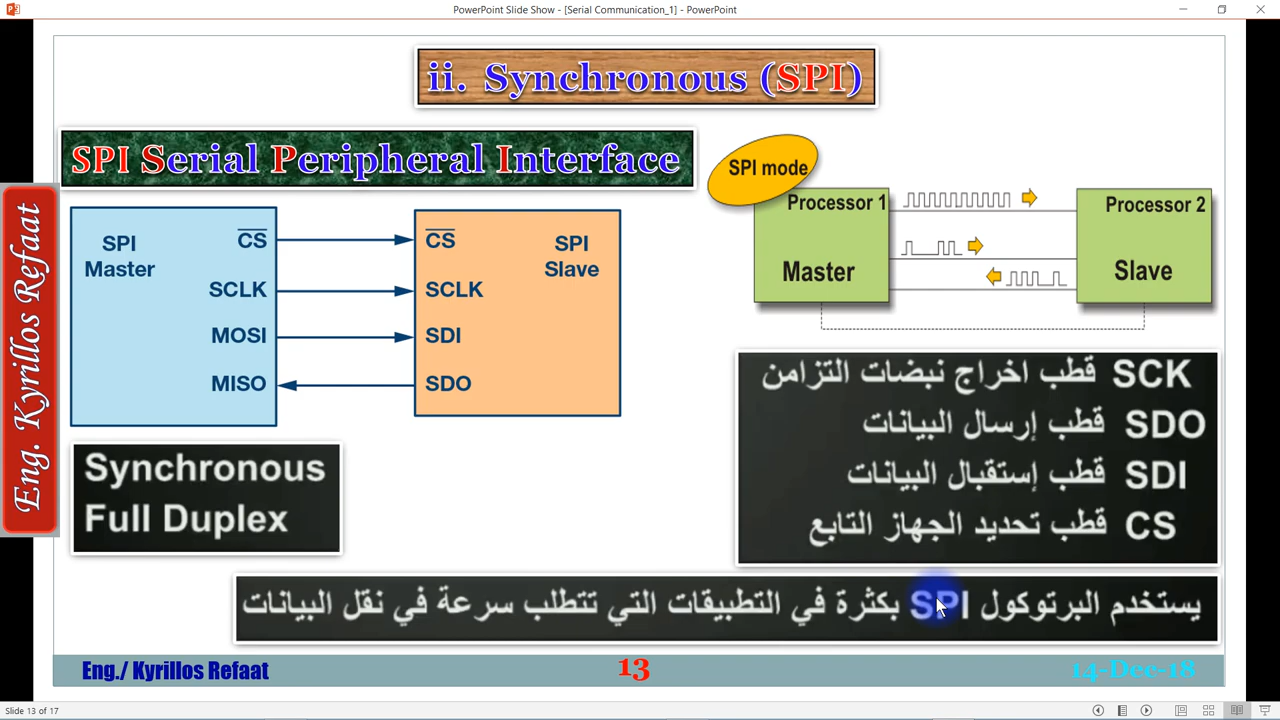 PowerPoint Slide Show - [Serial Communication_1] - PowerPoint
ii. Synchronous (SPI)
SPI Serial Peripheral Interface
Eng. Kyrillos Refaat
SPI Master
CS
SCLK
MOSI
MISO
CS
SCLK
SDI
SDO
SPI Slave
SPI mode
Processor 1
Master
Processor 2
Slave
SCK قطب اخراج نبضات التزامن
SDO قطب إرسال البيانات
SDI قطب إستقبال البيانات
CS قطب تحديد الجهاز التابع
Synchronous
Full Duplex
يستخدم البرتوكول SPI بكثرة في التطبيقات التي تتطلب سرعة في نقل البيانات
Eng./ Kyrillos Refaat
13
14-Dec-18
Slide 13 of 17